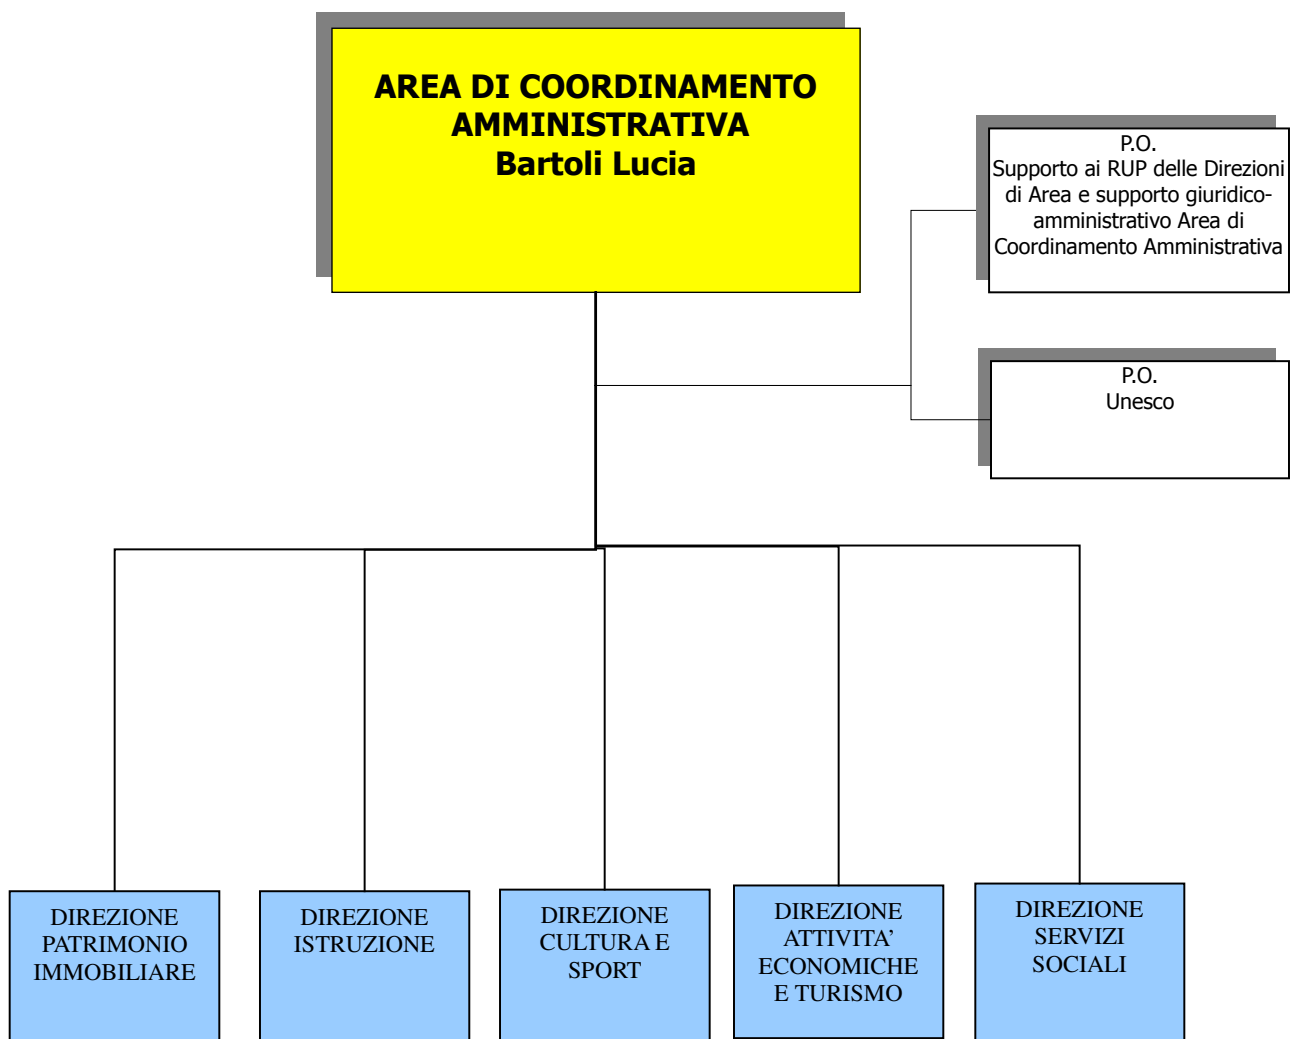 AREA DI COORDINAMENTO
AMMINISTRATIVA
Bartoli Lucia
P.O.
Supporto ai RUP delle Direzioni
di Area e supporto giuridico-
amministrativo Area di
Coordinamento Amministrativa
P.O.
Unesco
DIREZIONE
PATRIMONIO
IMMOBILIARE
DIREZIONE
ISTRUZIONE
DIREZIONE
CULTURA E
SPORT
DIREZIONE
ATTIVITA’
ECONOMICHE
E TURISMO
DIREZIONE
SERVIZI
SOCIALI